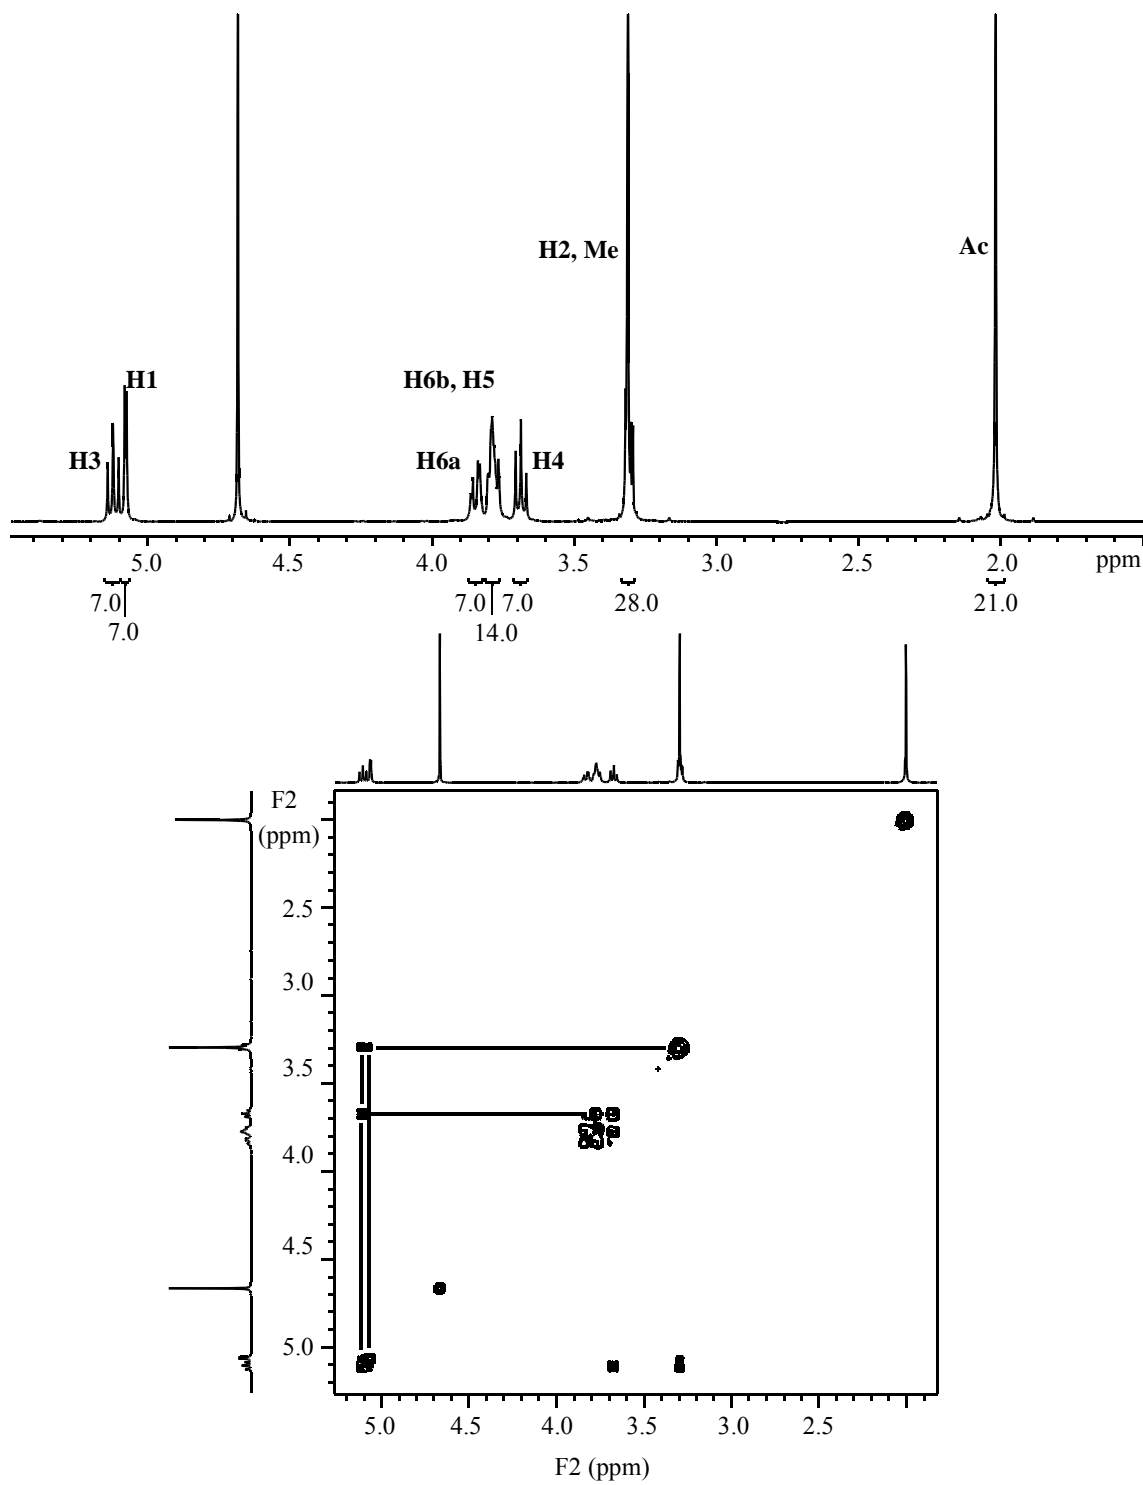 H2, Me
Ac
H1
H6b, H5
H3
H6a
H4
5.0 4.5 4.0 3.5 3.0 2.5 2.0 ppm
7.0 7.0 7.0 28.0 21.0
7.0 14.0
F2
(ppm)
2.5
3.0
3.5
4.0
4.5
5.0
5.0 4.5 4.0 3.5 3.0 2.5
F2 (ppm)